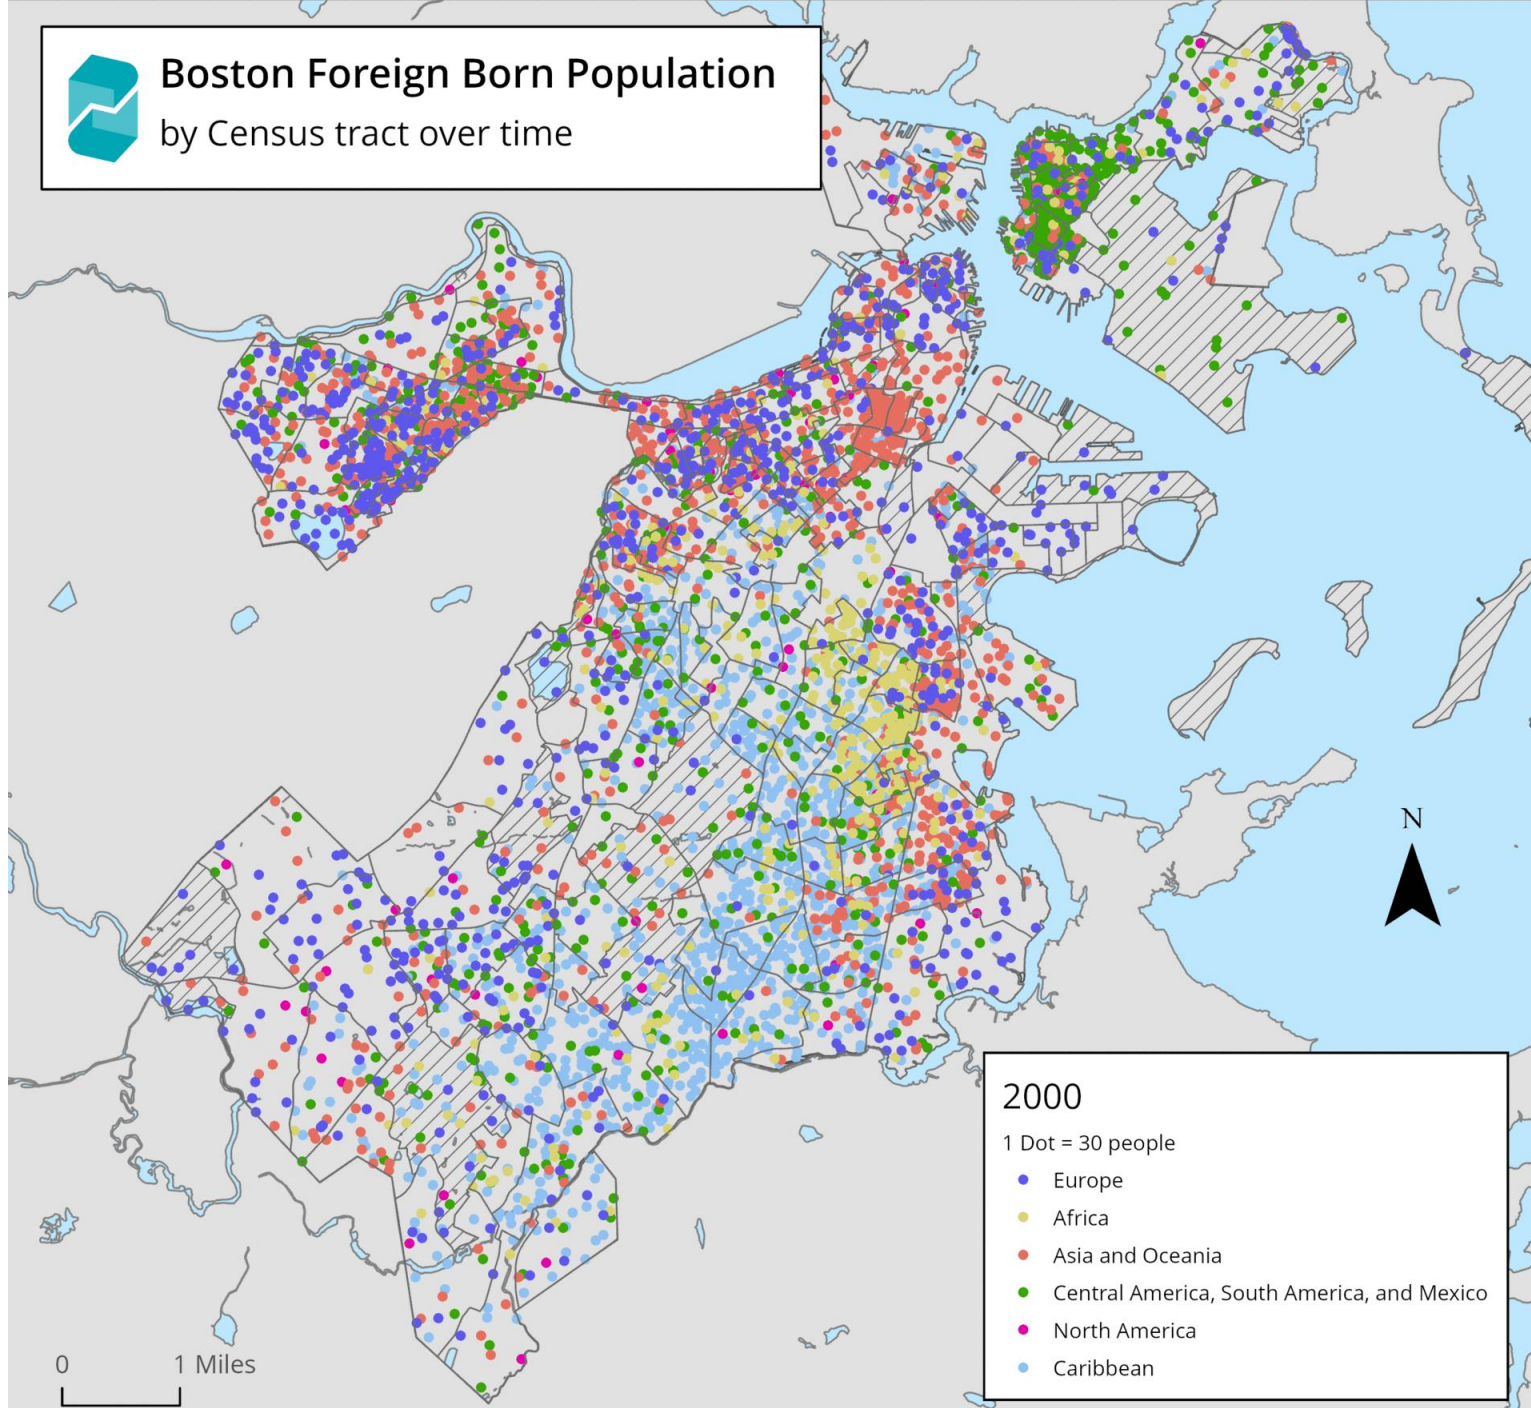 Boston Foreign Born Population
by Census tract over time
N
2000
1 Dot = 30 people
Europe
Africa
Asia and Oceania
Central America, South America, and Mexico
North America
Caribbean
0 1 Miles